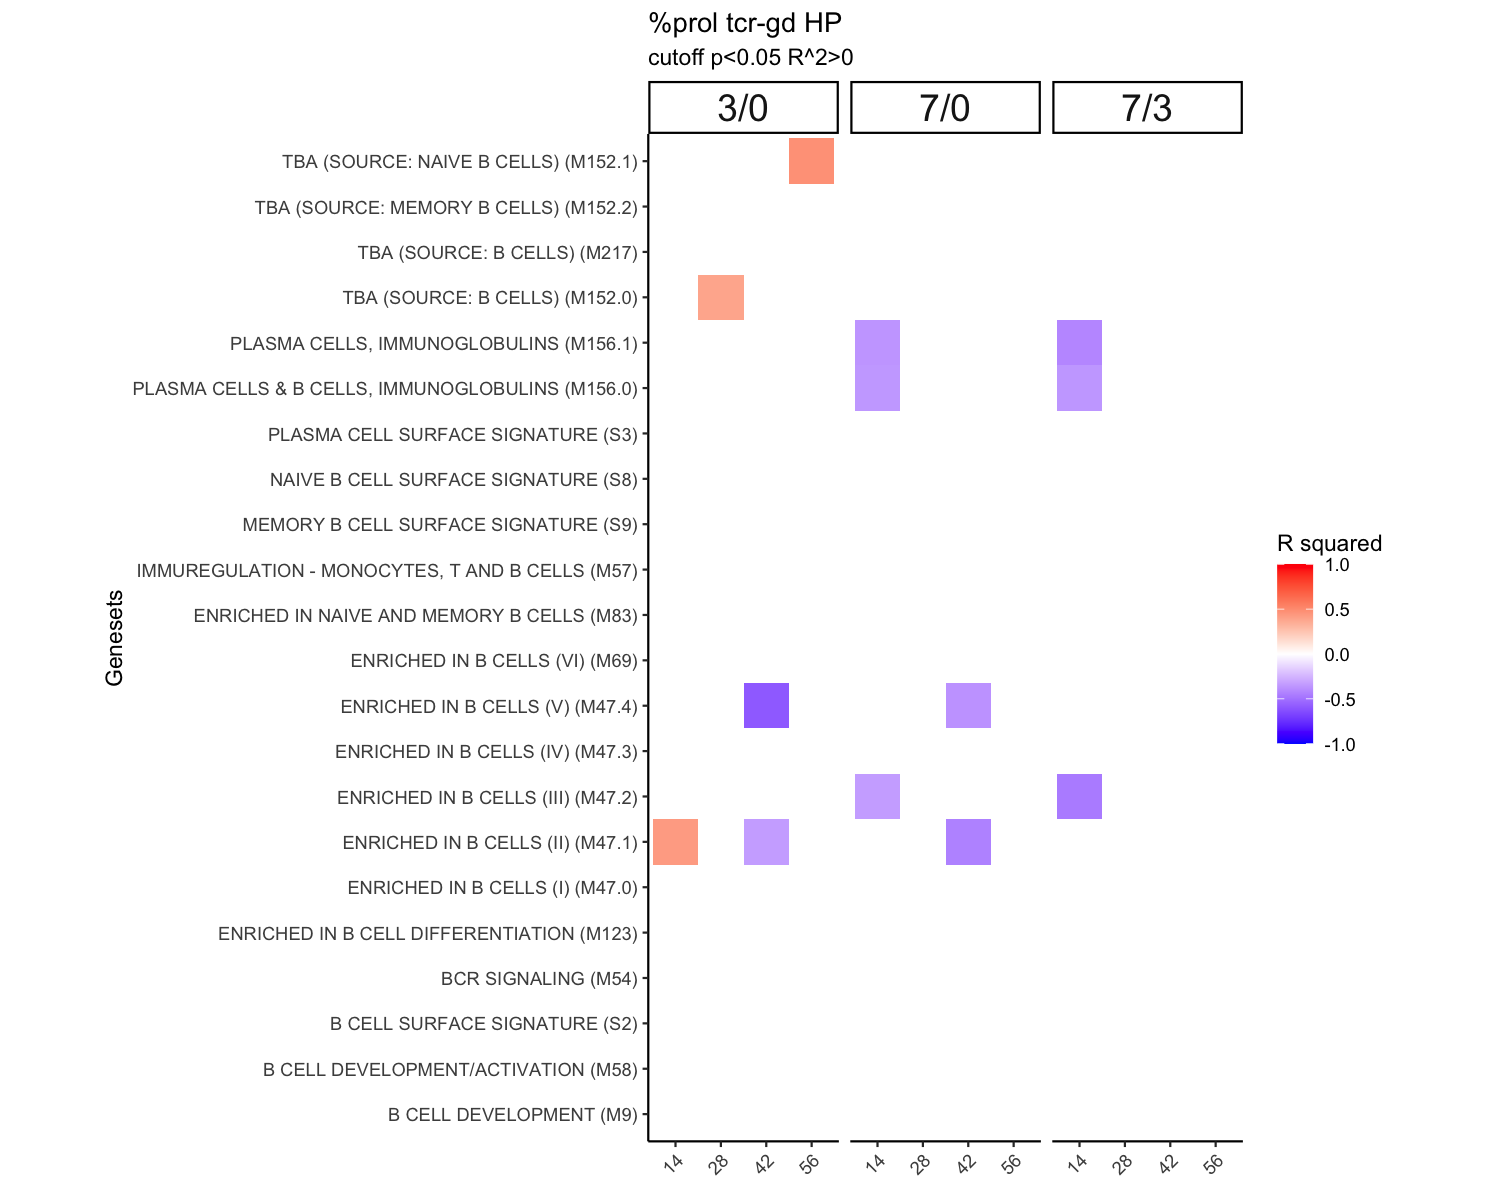 %prol tcr-gd HP
cutoff p<0.05 R^2>0
3/0 7/0 7/3
TBA (SOURCE: NAIVE B CELLS) (M152.1)
TBA (SOURCE: MEMORY B CELLS) (M152.2)
TBA (SOURCE: B CELLS) (M217)
TBA (SOURCE: B CELLS) (M152.0)
PLASMA CELLS, IMMUNOGLOBULINS (M156.1)
PLASMA CELLS & B CELLS, IMMUNOGLOBULINS (M156.0)
PLASMA CELL SURFACE SIGNATURE (S3)
NAIVE B CELL SURFACE SIGNATURE (S8)
MEMORY B CELL SURFACE SIGNATURE (S9)
IMMUREGULATION - MONOCYTES, T AND B CELLS (M57)
ENRICHED IN NAIVE AND MEMORY B CELLS (M83)
ENRICHED IN B CELLS (VI) (M69)
ENRICHED IN B CELLS (V) (M47.4)
ENRICHED IN B CELLS (IV) (M47.3)
ENRICHED IN B CELLS (III) (M47.2)
ENRICHED IN B CELLS (II) (M47.1)
ENRICHED IN B CELLS (I) (M47.0)
ENRICHED IN B CELL DIFFERENTIATION (M123)
BCR SIGNALING (M54)
B CELL SURFACE SIGNATURE (S2)
B CELL DEVELOPMENT/ACTIVATION (M58)
B CELL DEVELOPMENT (M9)
Genesets
14 28 42 56 14 28 42 56 14 28 42 56
R squared
1.0
0.5
0.0
-0.5
-1.0